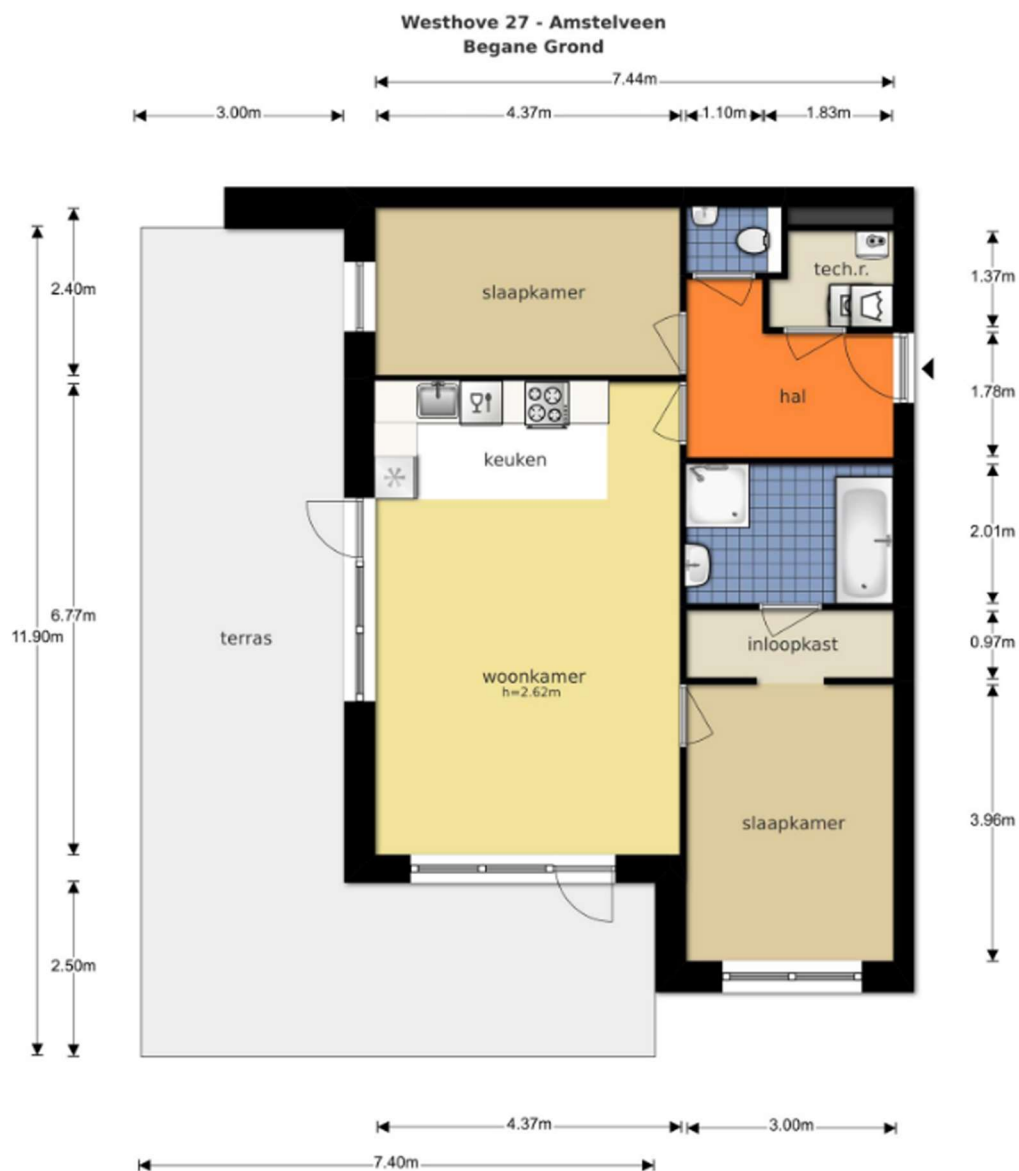 Westhove 27 - Amstelveen
Begane Grond
7.44m
3.00m
4.37m
1.10m
1.83m
2.40m
slaapkamer
tech.r.
1.37m
hal
1.78m
keuken
2.01m
6.77m
11.90m
terras
inloopkast
0.97m
woonkamer
h=2.62m
slaapkamer
3.96m
2.50m
4.37m
3.00m
7.40m